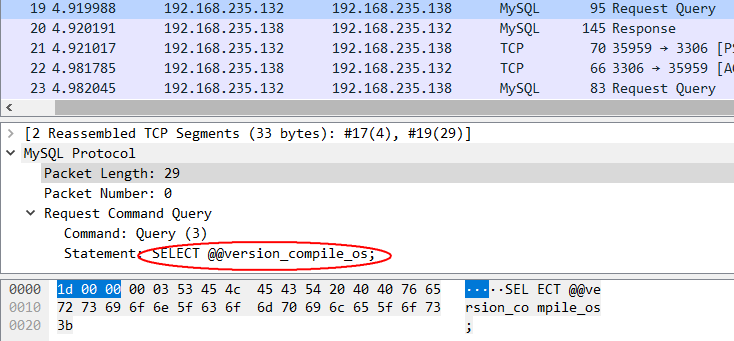 19 4.919988 192.168.235.132 192.168.235.138 MySQL 95 Request Query
20 4.920191 192.168.235.138 192.168.235.132 MySQL 145 Response
21 4.921017 192.168.235.132 192.168.235.138 TCP 70 35959 → 3306 [PS
22 4.981785 192.168.235.138 192.168.235.132 TCP 66 3306 → 35959 [AC
23 4.982045 192.168.235.132 192.168.235.138 MySQL 83 Request Query
[2 Reassembled TCP Segments (33 bytes): #17(4), #19(29)]
MySQL Protocol
Packet Length: 29
Packet Number: 0
Request Command Query
Command: Query (3)
Statement: SELECT @@version_compile_os;
0000 1d 00 00 00 03 53 45 4c 45 43 54 20 40 40 76 65 ·····SEL ECT @@ve
0010 72 73 69 6f 6e 5f 63 6f 6d 70 69 6c 65 5f 6f 73 rsion_co mpile_os
0020 3b ;